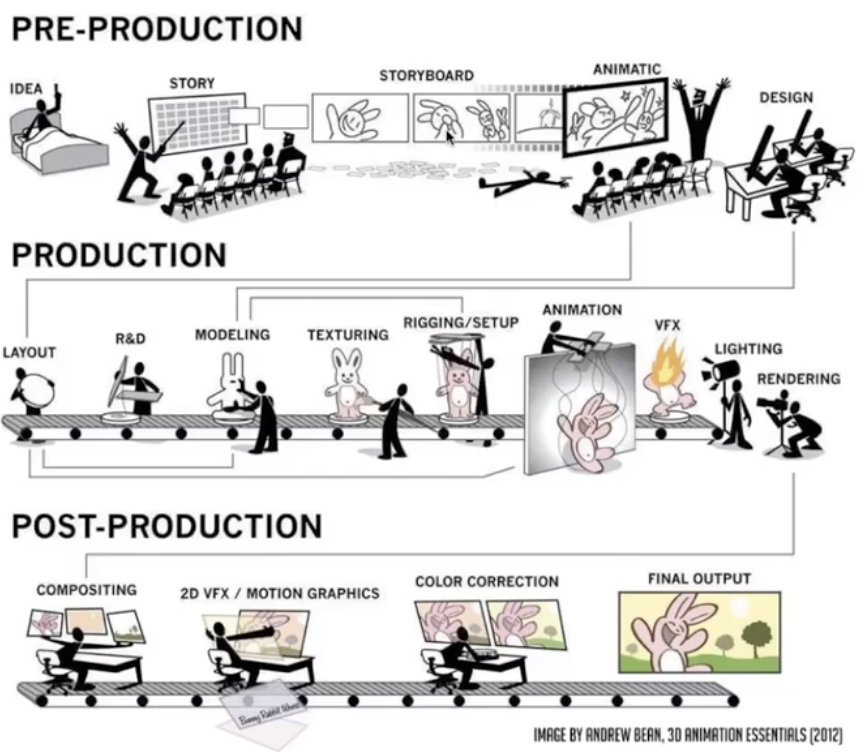 PRE-PRODUCTION
IDEA
STORY
STORYBOARD
ANIMATIC
DESIGN
PRODUCTION
LAYOUT
R&D
MODELING
TEXTURING
RIGGING/SETUP
ANIMATION
VFX
LIGHTING
RENDERING
POST-PRODUCTION
COMPOSITING
2D VFX / MOTION GRAPHICS
COLOR CORRECTION
FINAL OUTPUT
Bunny Rabbit
IMAGE BY ANDREW BEAN, 3D ANIMATION ESSENTIALS (2012)